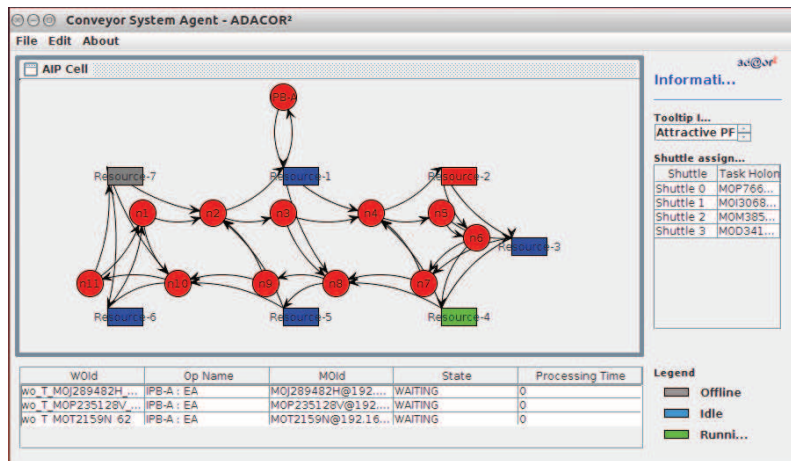 Conveyor System Agent - ADACOR²
File Edit About
AIP Cell
PB-A
Resource-7
Resource-1
Resource-2
n1
n2
n3
n4
n5
n6
Resource-3
n11
n10
n9
n8
n7
Resource-6
Resource-5
Resource-4
Informati...
Tooltip I...
Attractive PF
Shuttle assign...
Shuttle Task Holon
Shuttle 0 MOP766...
Shuttle 1 MOI3068...
Shuttle 2 MOM385...
Shuttle 3 MOD341...
WOId Op Name MOId State Processing Time
wo_T_MOJ289482H_... IPB-A : EA MOJ289482H@192.... WAITING 0
wo_T_MOP235128V_... IPB-A : EA MOP235128V@192.... WAITING 0
wo_T_MOT2159N_62 IPB-A : EA MOT2159N@192.16... WAITING 0
Legend
Offline
Idle
Runni...